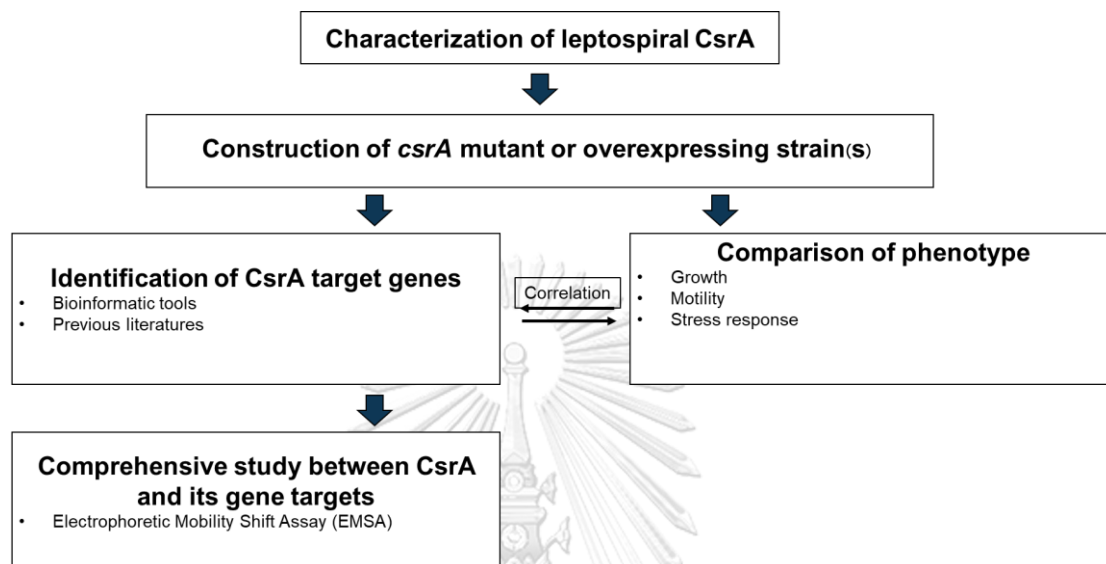 Characterization of leptospiral CsrA
Construction of csrA mutant or overexpressing strain(s)
Identification of CsrA target genes
• Bioinformatic tools
• Previous literatures
Correlation
Comparison of phenotype
• Growth
• Motility
• Stress response
Comprehensive study between CsrA
and its gene targets
• Electrophoretic Mobility Shift Assay (EMSA)